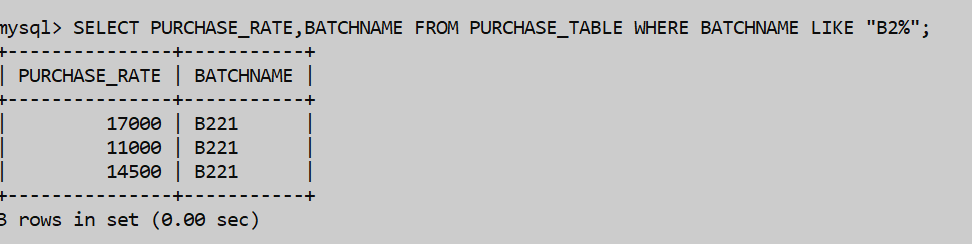 mysql> SELECT PURCHASE_RATE,BATCHNAME FROM PURCHASE_TABLE WHERE BATCHNAME LIKE "B2%";
+---------------+-----------+
| PURCHASE_RATE | BATCHNAME |
+---------------+-----------+
|         17000 | B221      |
|         11000 | B221      |
|         14500 | B221      |
+---------------+-----------+
3 rows in set (0.00 sec)